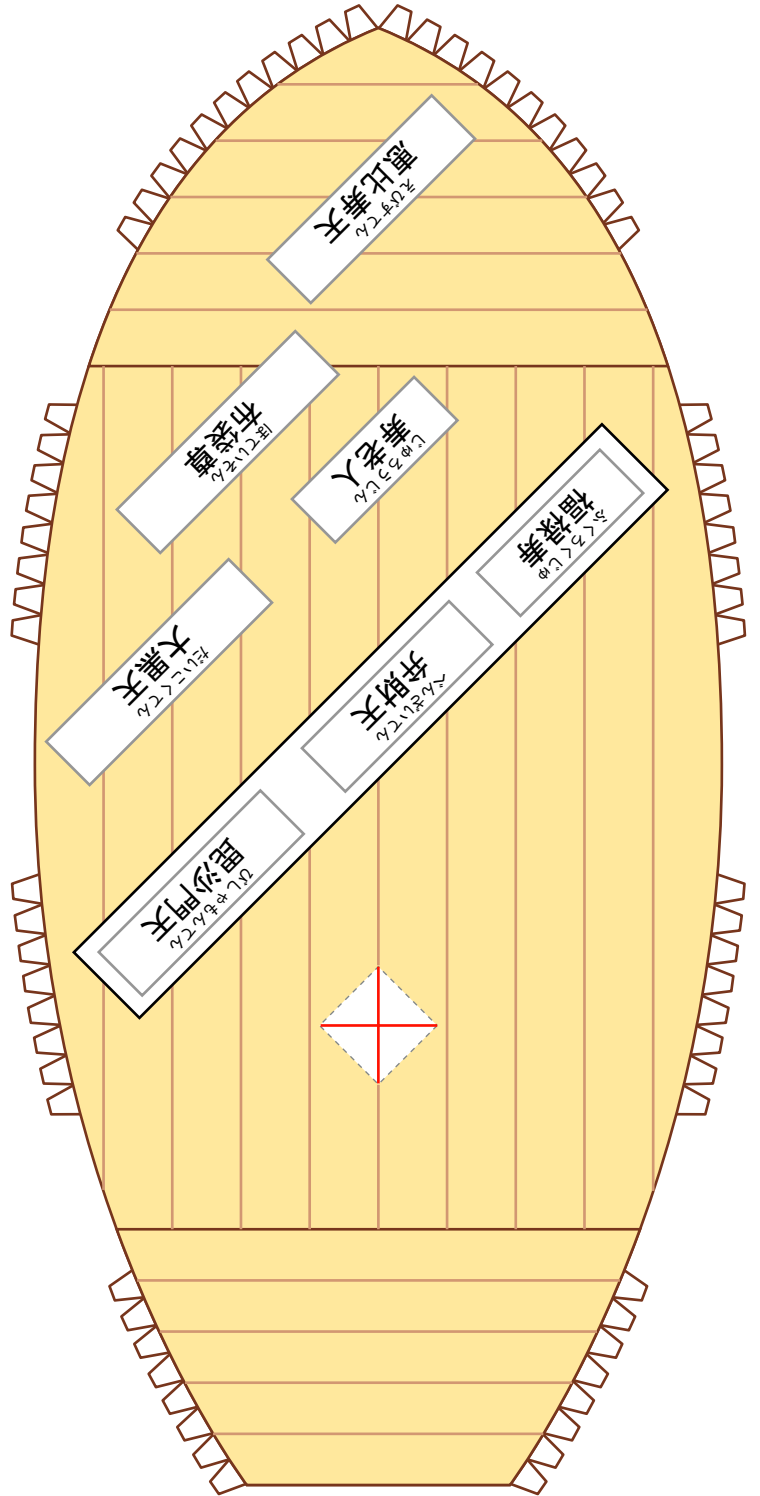 恵比寿天
えびすてん
布袋尊
ほていそん
寿老人
じゅろうじん
福禄寿
ふくろくじゅ
大黒天
だいこくてん
弁財天
べんざいてん
毘沙門天
びしゃもんてん